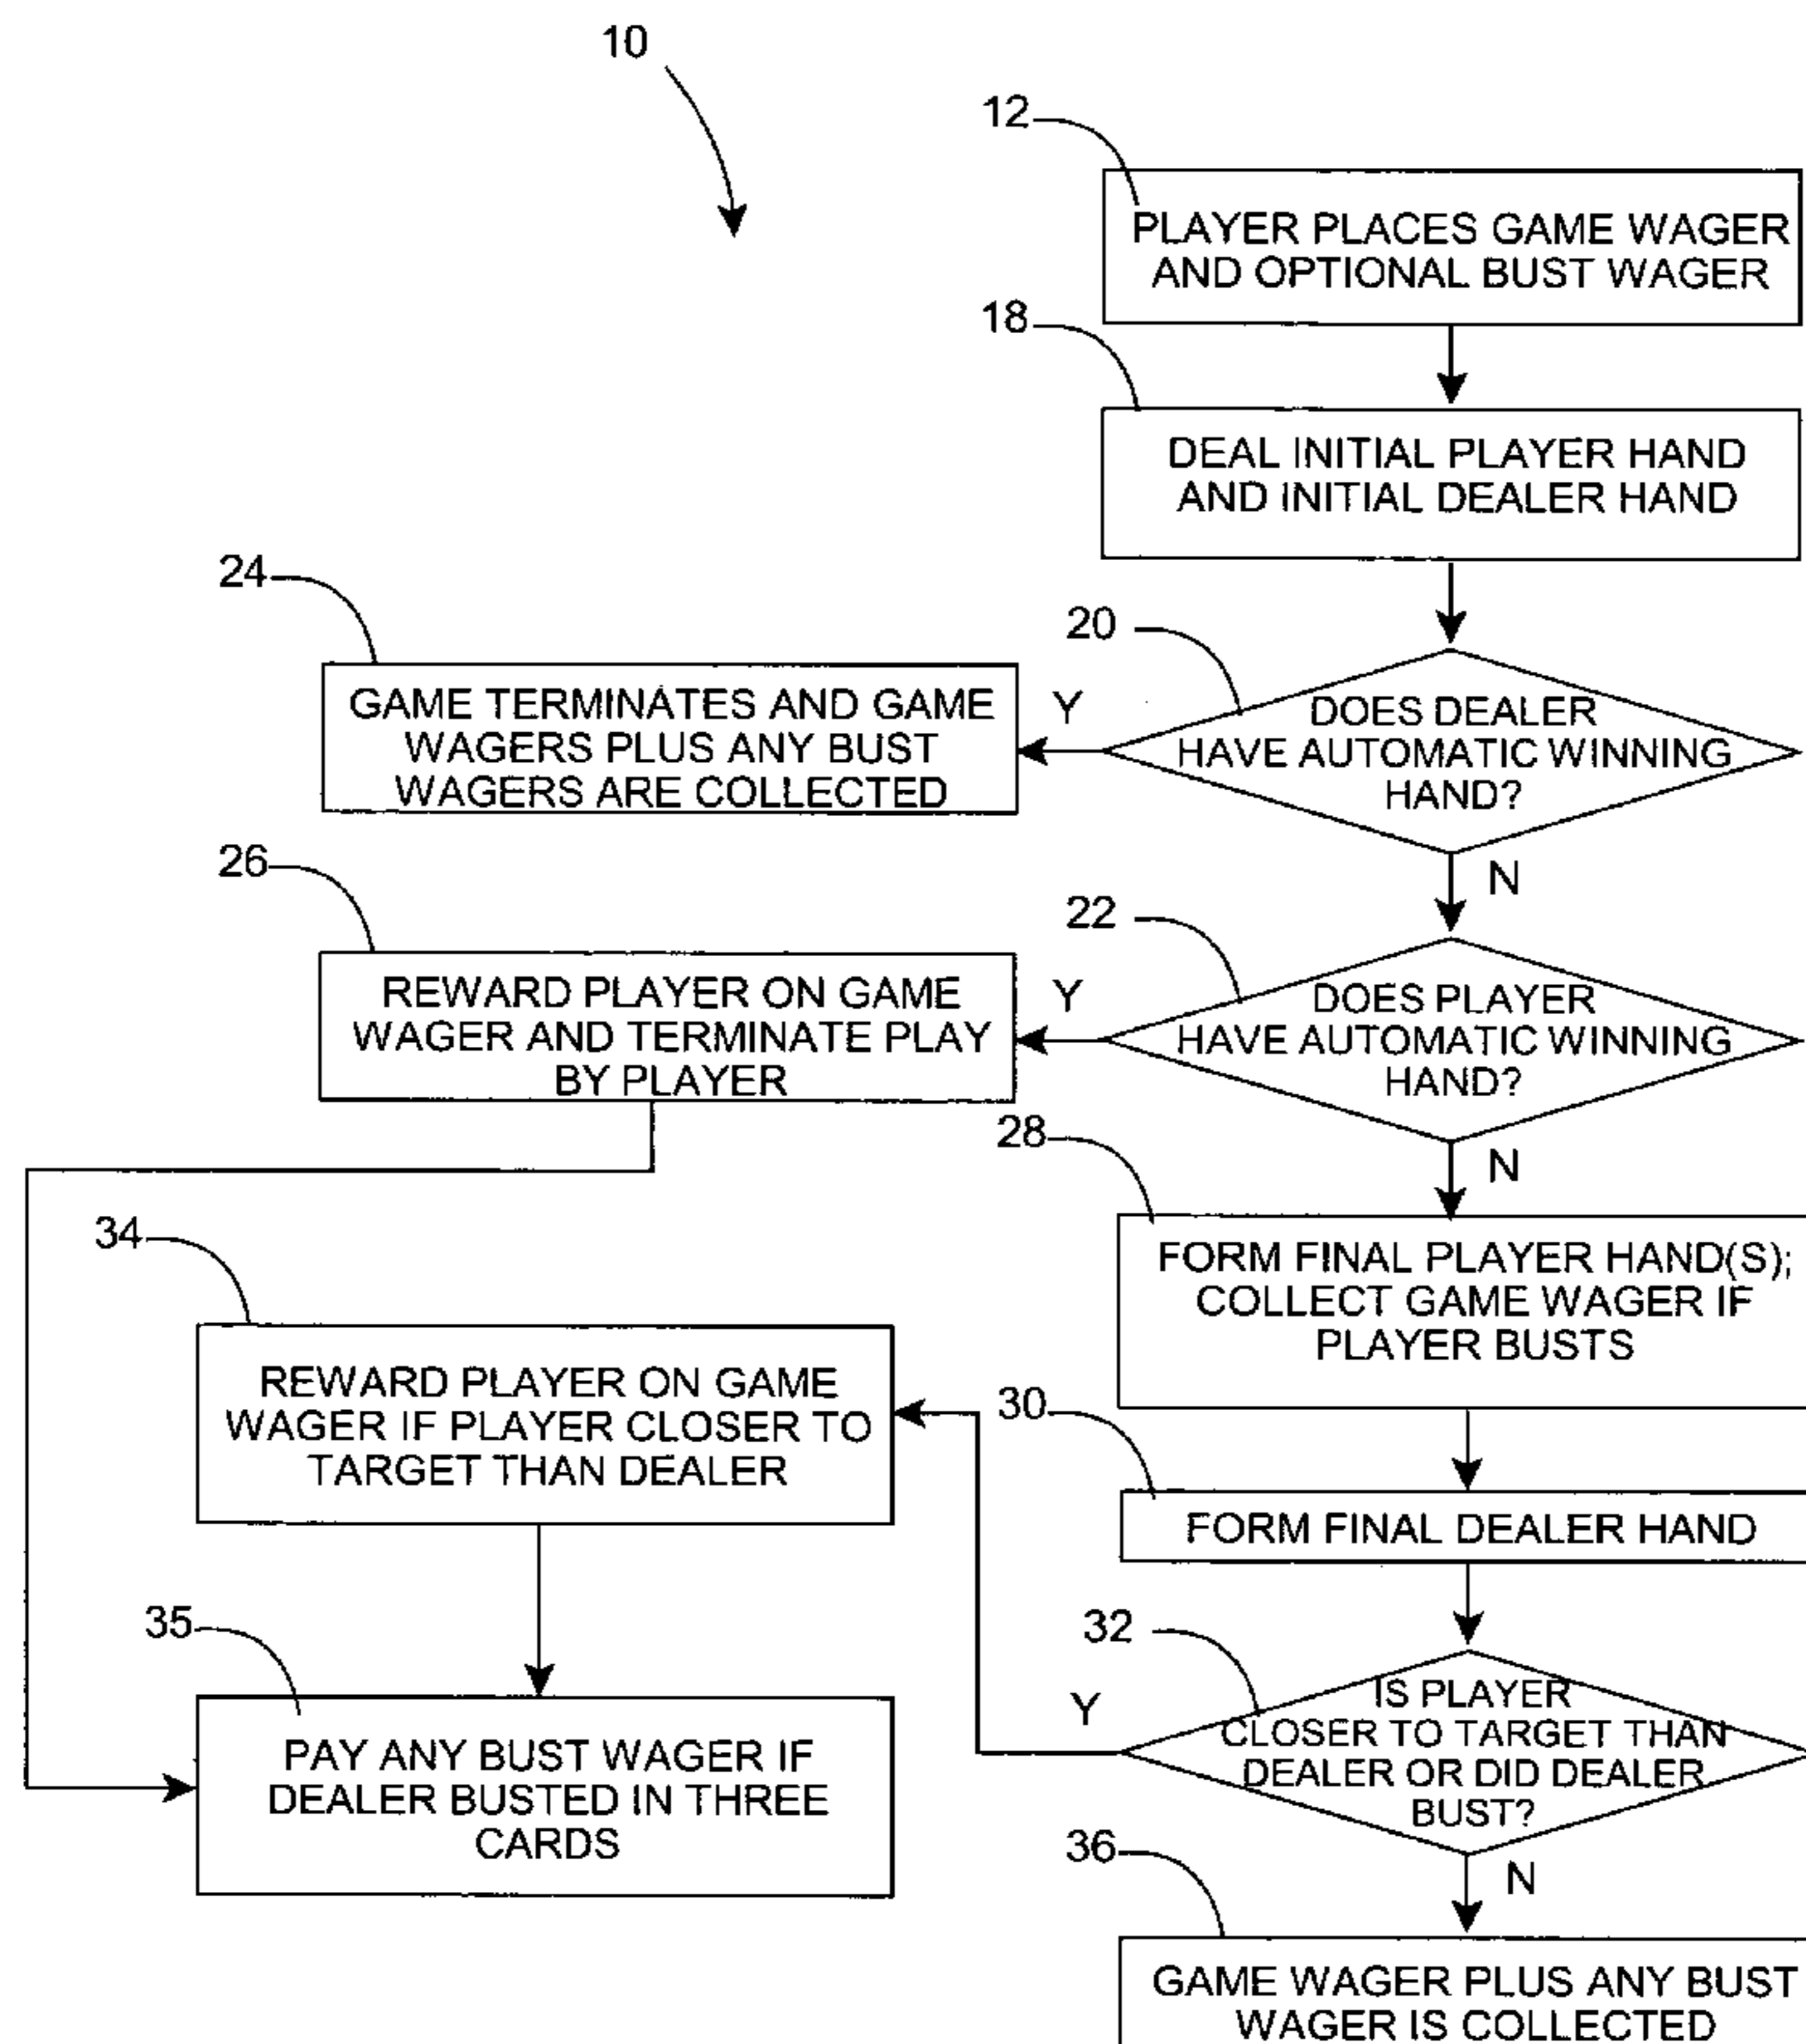 10
12
PLAYER PLACES GAME WAGER
AND OPTIONAL BUST WAGER
18
DEAL INITIAL PLAYER HAND
AND INITIAL DEALER HAND
20
DOES DEALER
HAVE AUTOMATIC WINNING
HAND?
Y
24
GAME TERMINATES AND GAME
WAGERS PLUS ANY BUST
WAGERS ARE COLLECTED
N
22
DOES PLAYER
HAVE AUTOMATIC WINNING
HAND?
Y
26
REWARD PLAYER ON GAME
WAGER AND TERMINATE PLAY
BY PLAYER
N
28
FORM FINAL PLAYER HAND(S);
COLLECT GAME WAGER IF
PLAYER BUSTS
30
FORM FINAL DEALER HAND
32
IS PLAYER
CLOSER TO TARGET THAN
DEALER OR DID DEALER
BUST?
Y
34
REWARD PLAYER ON GAME
WAGER IF PLAYER CLOSER TO
TARGET THAN DEALER
35
PAY ANY BUST WAGER IF
DEALER BUSTED IN THREE
CARDS
N
36
GAME WAGER PLUS ANY BUST
WAGER IS COLLECTED